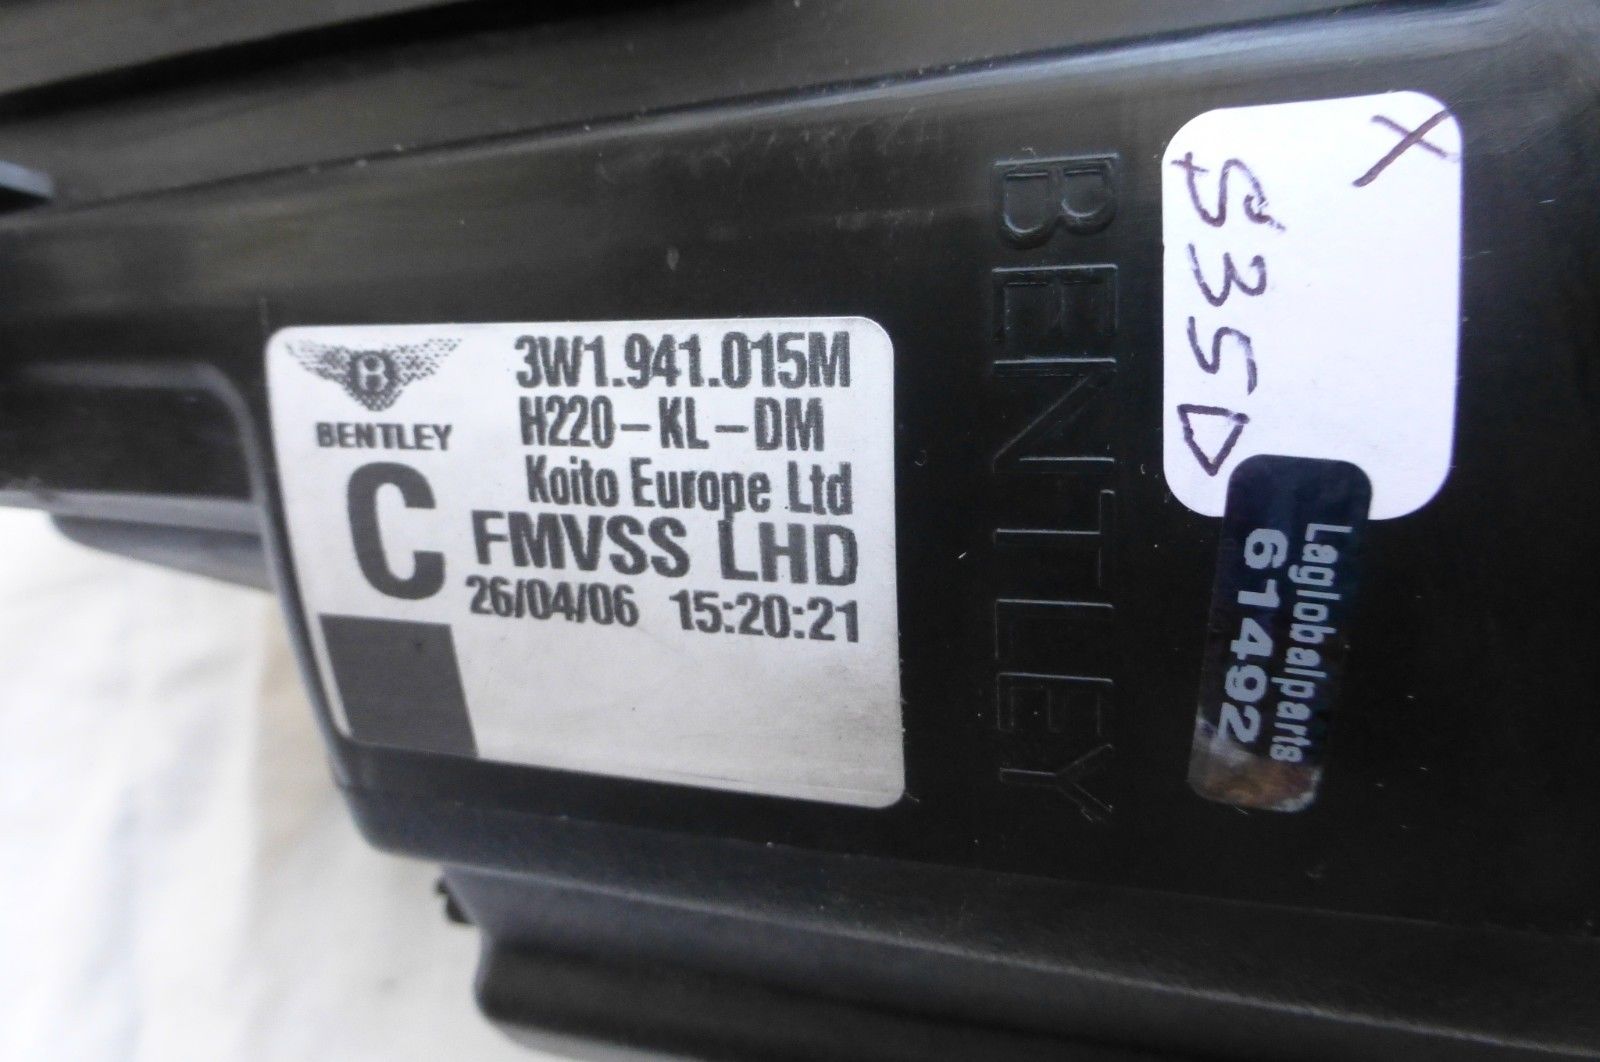 BENTLEY
C
3W1.941.015M
H220-KL-DM
Koito Europe Ltd
FMVSS LHD
26/04/06 15:20:21
BENTLEY
X
S35D
Laglobalparts
61492